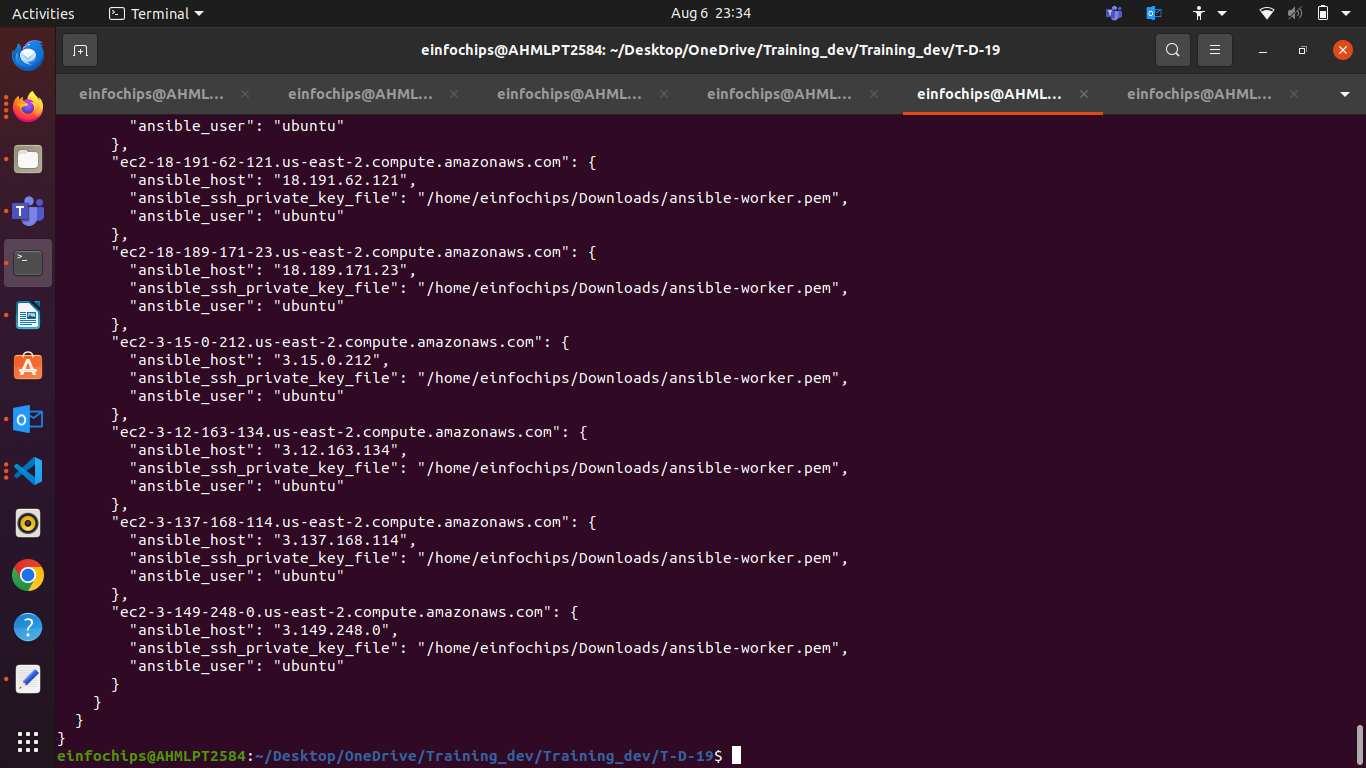 Activities
Terminal
Aug 6 23:34
einfochips@AHMLPT2584: ~/Desktop/OneDrive/Training_dev/Training_dev/T-D-19
einfochips@AHML...
einfochips@AHML...
einfochips@AHML...
einfochips@AHML...
einfochips@AHML...
einfochips@AHML...
"ansible_user": "ubuntu"
},
"ec2-18-191-62-121.us-east-2.compute.amazonaws.com": {
"ansible_host": "18.191.62.121",
"ansible_ssh_private_key_file": "/home/einfochips/Downloads/ansible-worker.pem",
"ansible_user": "ubuntu"
},
"ec2-18-189-171-23.us-east-2.compute.amazonaws.com": {
"ansible_host": "18.189.171.23",
"ansible_ssh_private_key_file": "/home/einfochips/Downloads/ansible-worker.pem",
"ansible_user": "ubuntu"
},
"ec2-3-15-0-212.us-east-2.compute.amazonaws.com": {
"ansible_host": "3.15.0.212",
"ansible_ssh_private_key_file": "/home/einfochips/Downloads/ansible-worker.pem",
"ansible_user": "ubuntu"
},
"ec2-3-12-163-134.us-east-2.compute.amazonaws.com": {
"ansible_host": "3.12.163.134",
"ansible_ssh_private_key_file": "/home/einfochips/Downloads/ansible-worker.pem",
"ansible_user": "ubuntu"
},
"ec2-3-137-168-114.us-east-2.compute.amazonaws.com": {
"ansible_host": "3.137.168.114",
"ansible_ssh_private_key_file": "/home/einfochips/Downloads/ansible-worker.pem",
"ansible_user": "ubuntu"
},
"ec2-3-149-248-0.us-east-2.compute.amazonaws.com": {
"ansible_host": "3.149.248.0",
"ansible_ssh_private_key_file": "/home/einfochips/Downloads/ansible-worker.pem",
"ansible_user": "ubuntu"
}
}
}
}
einfochips@AHMLPT2584:~/Desktop/OneDrive/Training_dev/Training_dev/T-D-19$